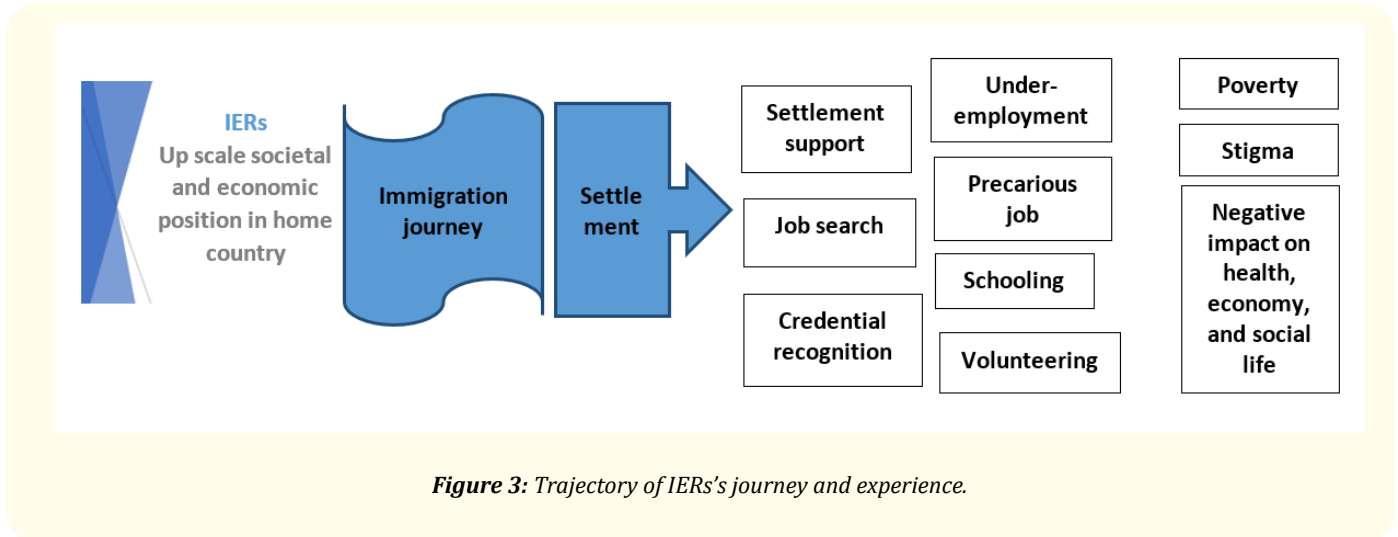 IERs
Up scale societal
and economic
position in home
country
Immigration
journey
Settle
ment
Settlement
support
Job search
Credential
recognition
Under-
employment
Precarious
job
Schooling
Volunteering
Poverty
Stigma
Negative
impact on
health,
economy,
and social
life
Figure 3: Trajectory of IERs's journey and experience.